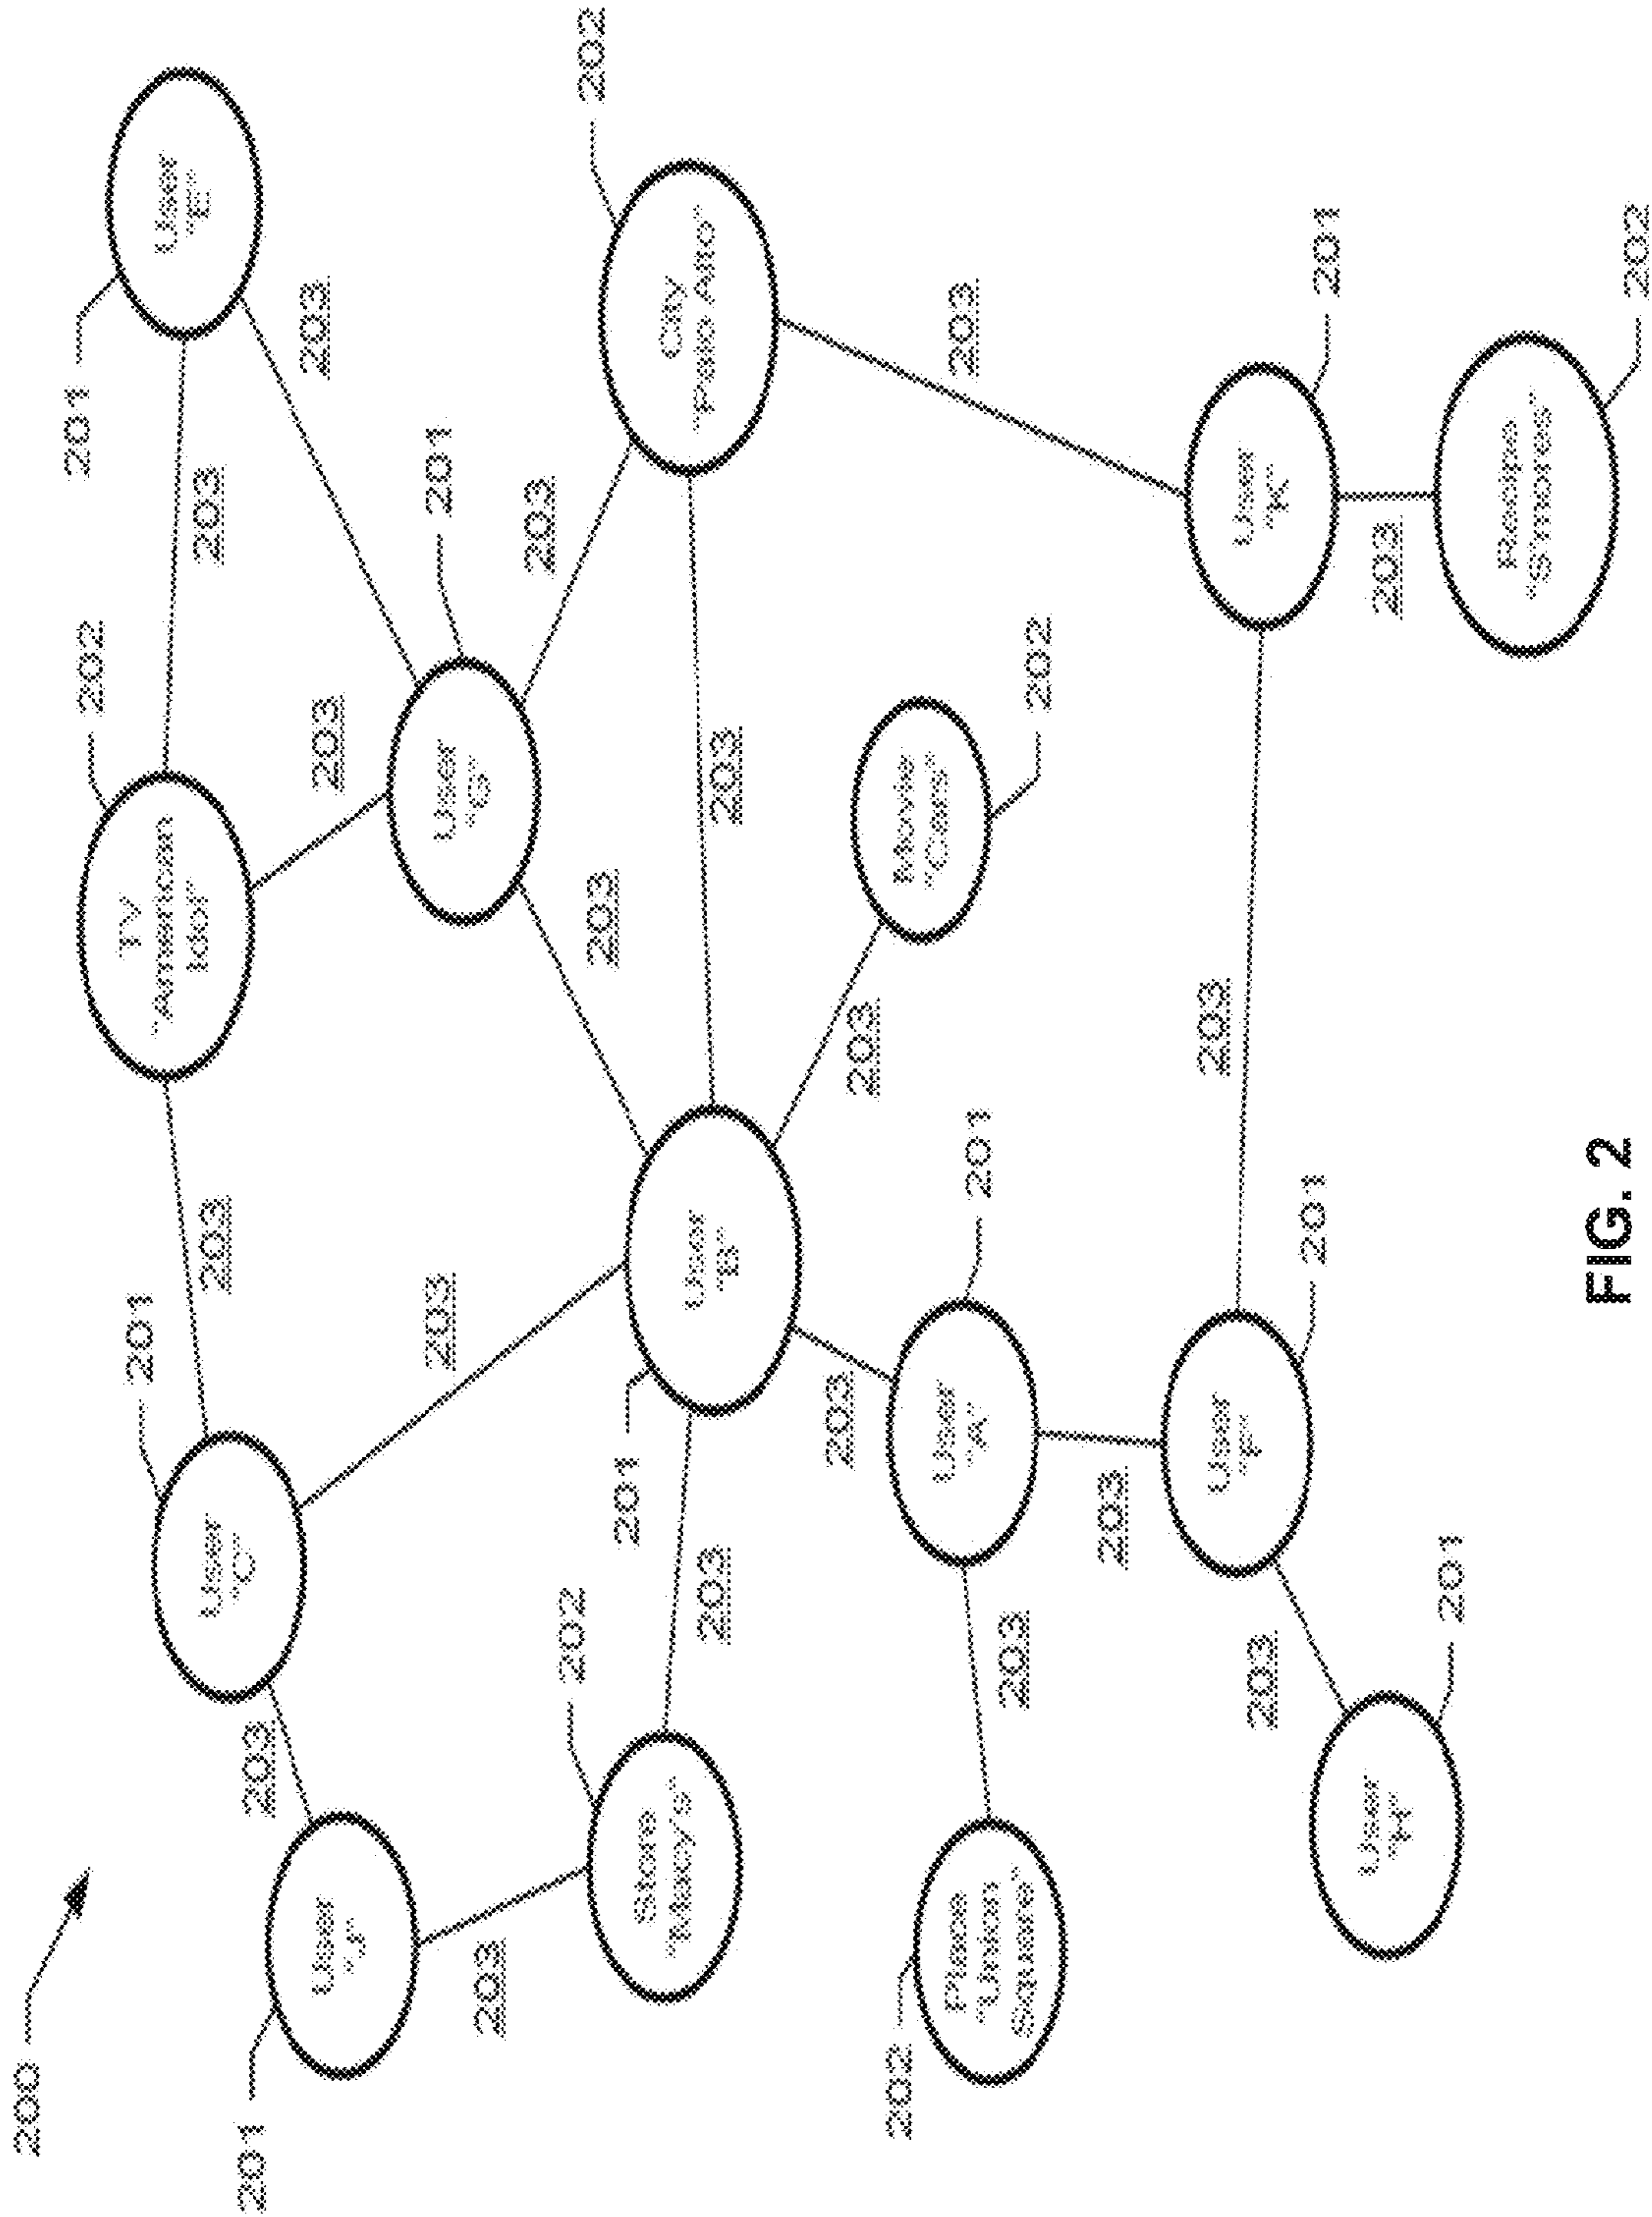 200
201
202
201
TV
"American
Idol"
User
"E"
201
User
"C"
203
203
203
203
203
User
"J"
201
203
User
"G"
203
203
203
202
202
203
201
Store
"Macy's"
City
"Palo Alto"
User
"B"
203
203
203
203
202
Movie
"Cars"
User
"A"
201
203
Place
"Union
Square"
203
202
203
203
User
"F"
User
"K"
203
201
201
203
User
"H"
201
Recipe
"S'mores"
202
FIG. 2